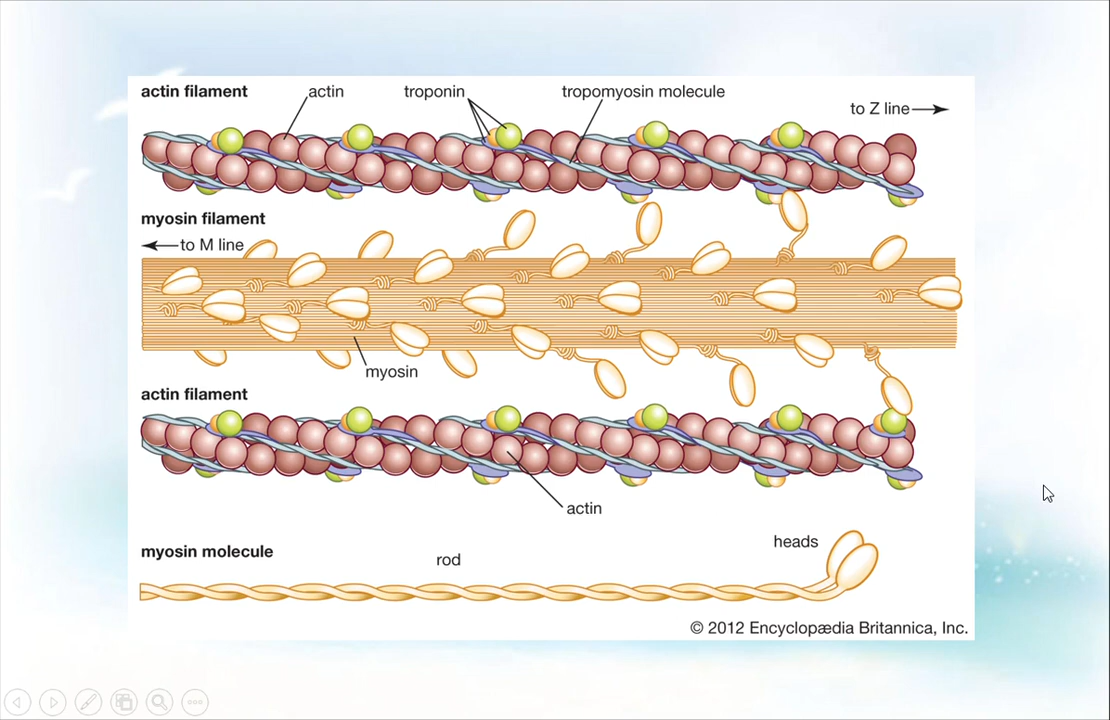 actin filament
actin
troponin
tropomyosin molecule
to Z line
myosin filament
to M line
myosin
actin filament
actin
myosin molecule
rod
heads
© 2012 Encyclopædia Britannica, Inc.